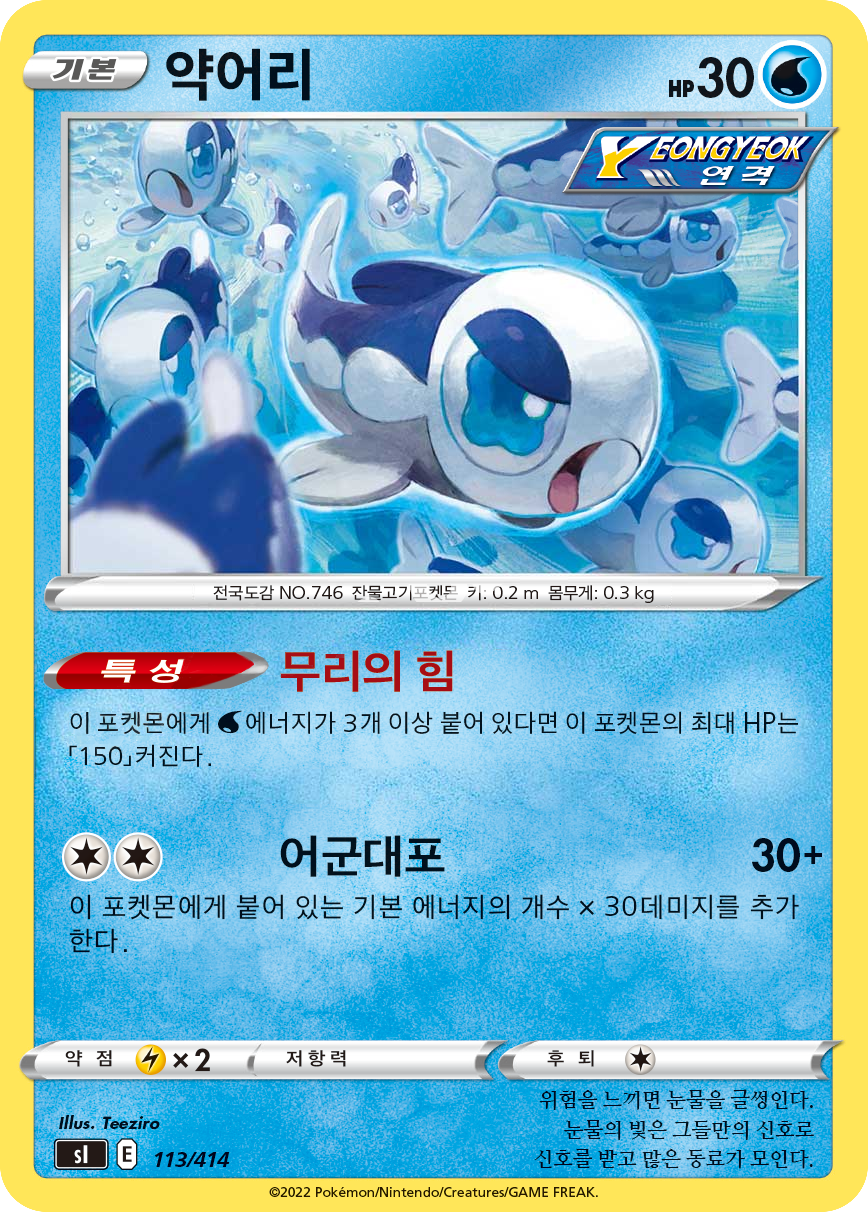 기본 약어리 HP30
YEONGYEOK
연격
전국도감 NO.746 잔물고기포켓몬 키: 0.2 m 몸무게: 0.3 kg
특성 무리의 힘
이 포켓몬에게 에너지가 3개 이상 붙어 있다면 이 포켓몬의 최대 HP는
「150」커진다.
어군대포 30+
이 포켓몬에게 붙어 있는 기본 에너지의 개수 × 30데미지를 추가
한다.
약점 ×2 저항력 후퇴
위험을 느끼면 눈물을 글썽인다.
눈물의 빛은 그들만의 신호로
신호를 받고 많은 동료가 모인다.
Illus. Teeziro
sI E 113/414
©2022 Pokémon/Nintendo/Creatures/GAME FREAK.